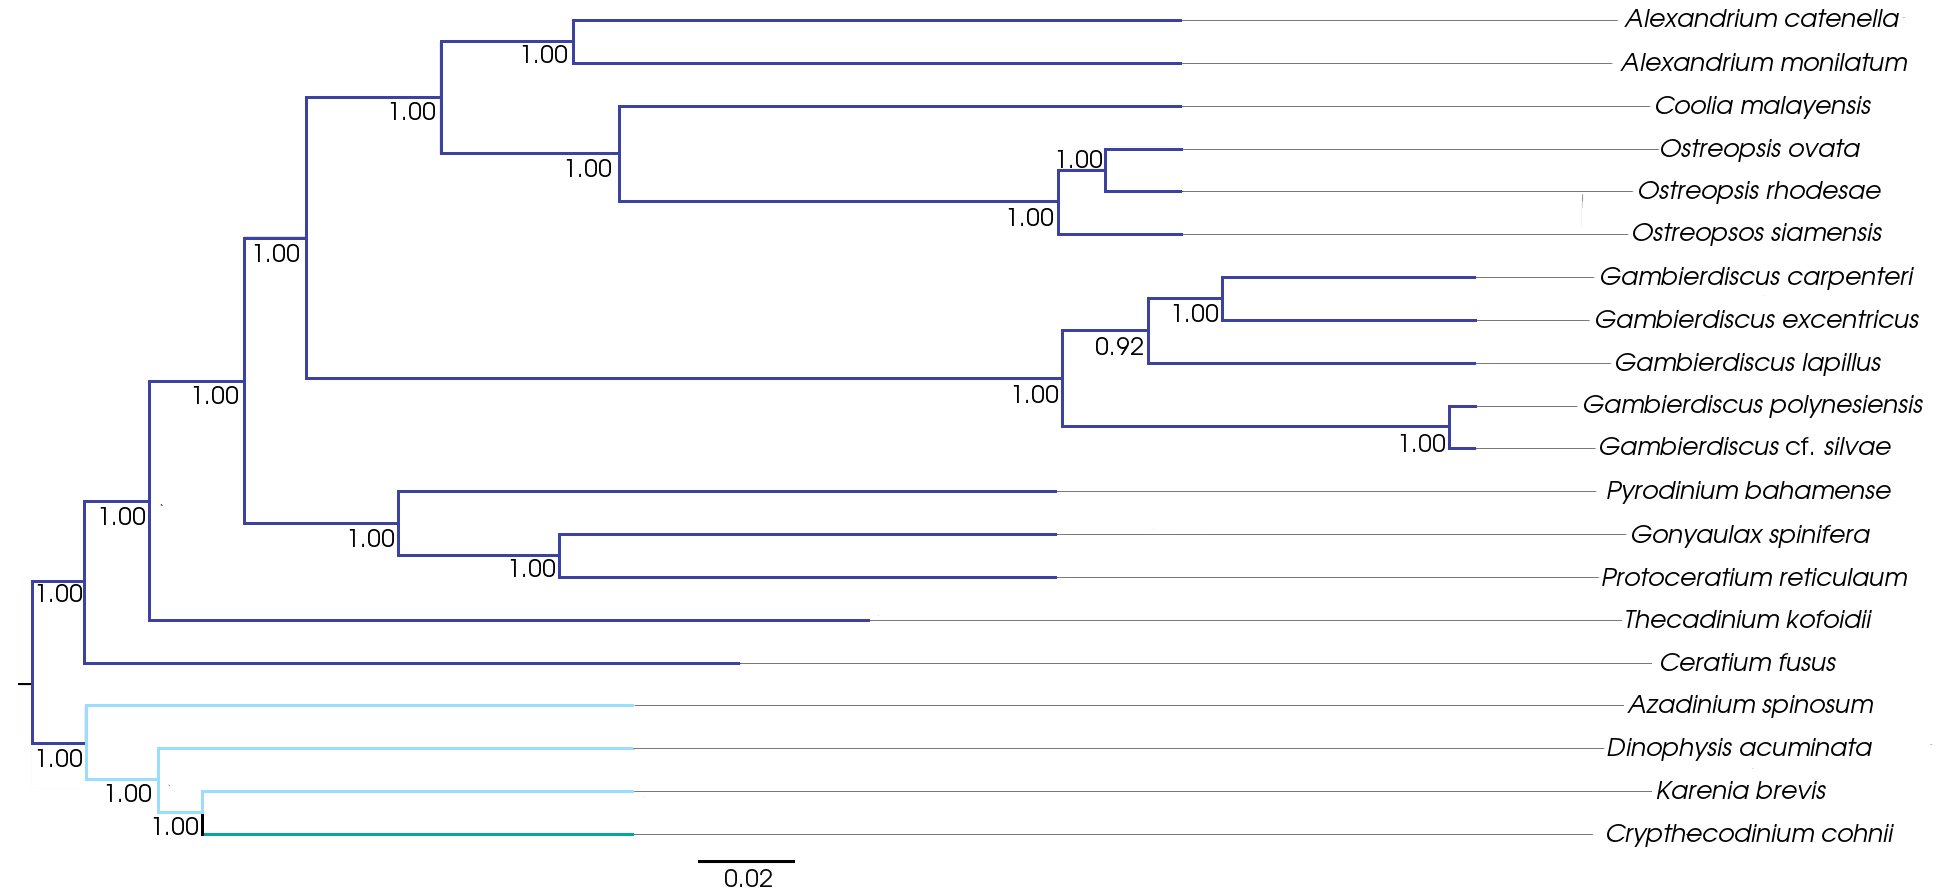 Alexandrium catenella
1.00
Alexandrium monilatum
1.00
Coolia malayensis
Ostreopsis ovata
1.00
1.00
Ostreopsis rhodesae
1.00
Ostreopsos siamensis
1.00
Gambierdiscus carpenteri
1.00
Gambierdiscus excentricus
0.92
Gambierdiscus lapillus
1.00
1.00
Gambierdiscus polynesiensis
1.00
Gambierdiscus cf. silvae
Pyrodinium bahamense
1.00
1.00
Gonyaulax spinifera
1.00
Protoceratium reticulaum
1.00
Thecadinium kofoidii
Ceratium fusus
Azadinium spinosum
1.00
Dinophysis acuminata
1.00
Karenia brevis
1.00
Crypthecodinium cohnii
0.02